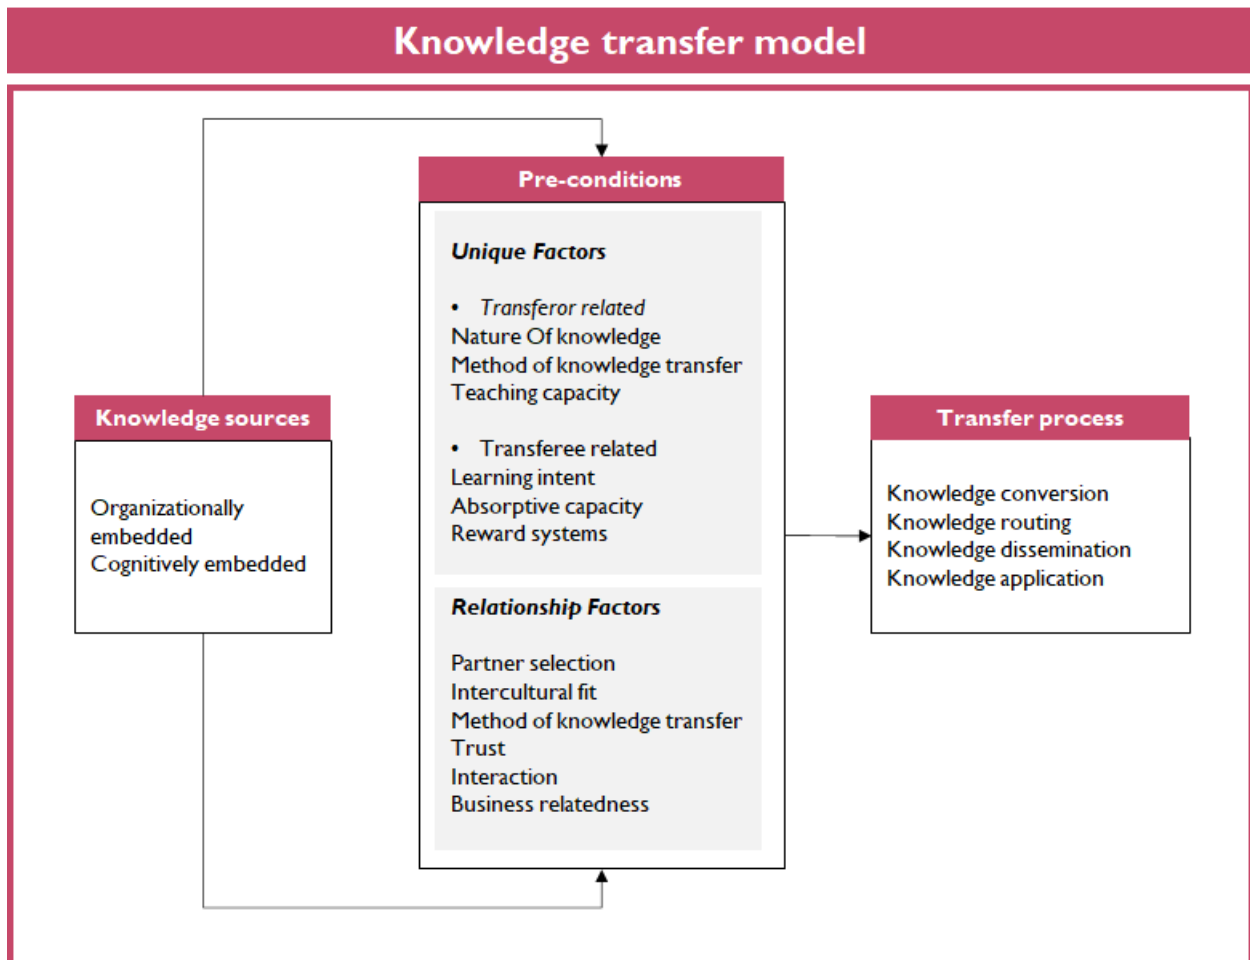 Knowledge transfer model
Knowledge sources
Organizationally
embedded
Cognitively embedded
Pre-conditions
Unique Factors
• Transferor related
Nature Of knowledge
Method of knowledge transfer
Teaching capacity
• Transferee related
Learning intent
Absorptive capacity
Reward systems
Relationship Factors
Partner selection
Intercultural fit
Method of knowledge transfer
Trust
Interaction
Business relatedness
Transfer process
Knowledge conversion
Knowledge routing
Knowledge dissemination
Knowledge application